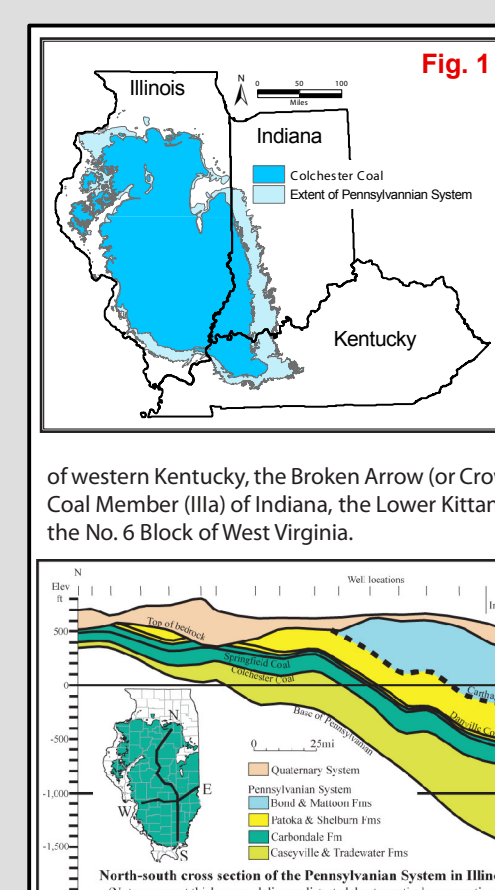 Fig. 1
Illinois
N
0 50 100
Miles
Indiana
Colchester Coal
Extent of Pennsylvannian System
Kentucky
of western Kentucky, the Broken Arrow (or
Coal Member (IIIa) of Indiana, the Lower
the No. 6 Block of West Virginia.
N
Elev
ft
Well locations
Top of bedrock
500
Springfield Coal
Colchester Coal
0
Base of Pennsylvanian
Danville
N
0 25mi
-500
Quaternary System
E
Pennsylvanian System
Bond & Mattoon Fms
-1,000
W
Patoka & Shelburn Fms
Carbondale Fm
S
Caseyville & Tradewater Fms
-1,500
North-south cross section of the Pennsylvanian System in